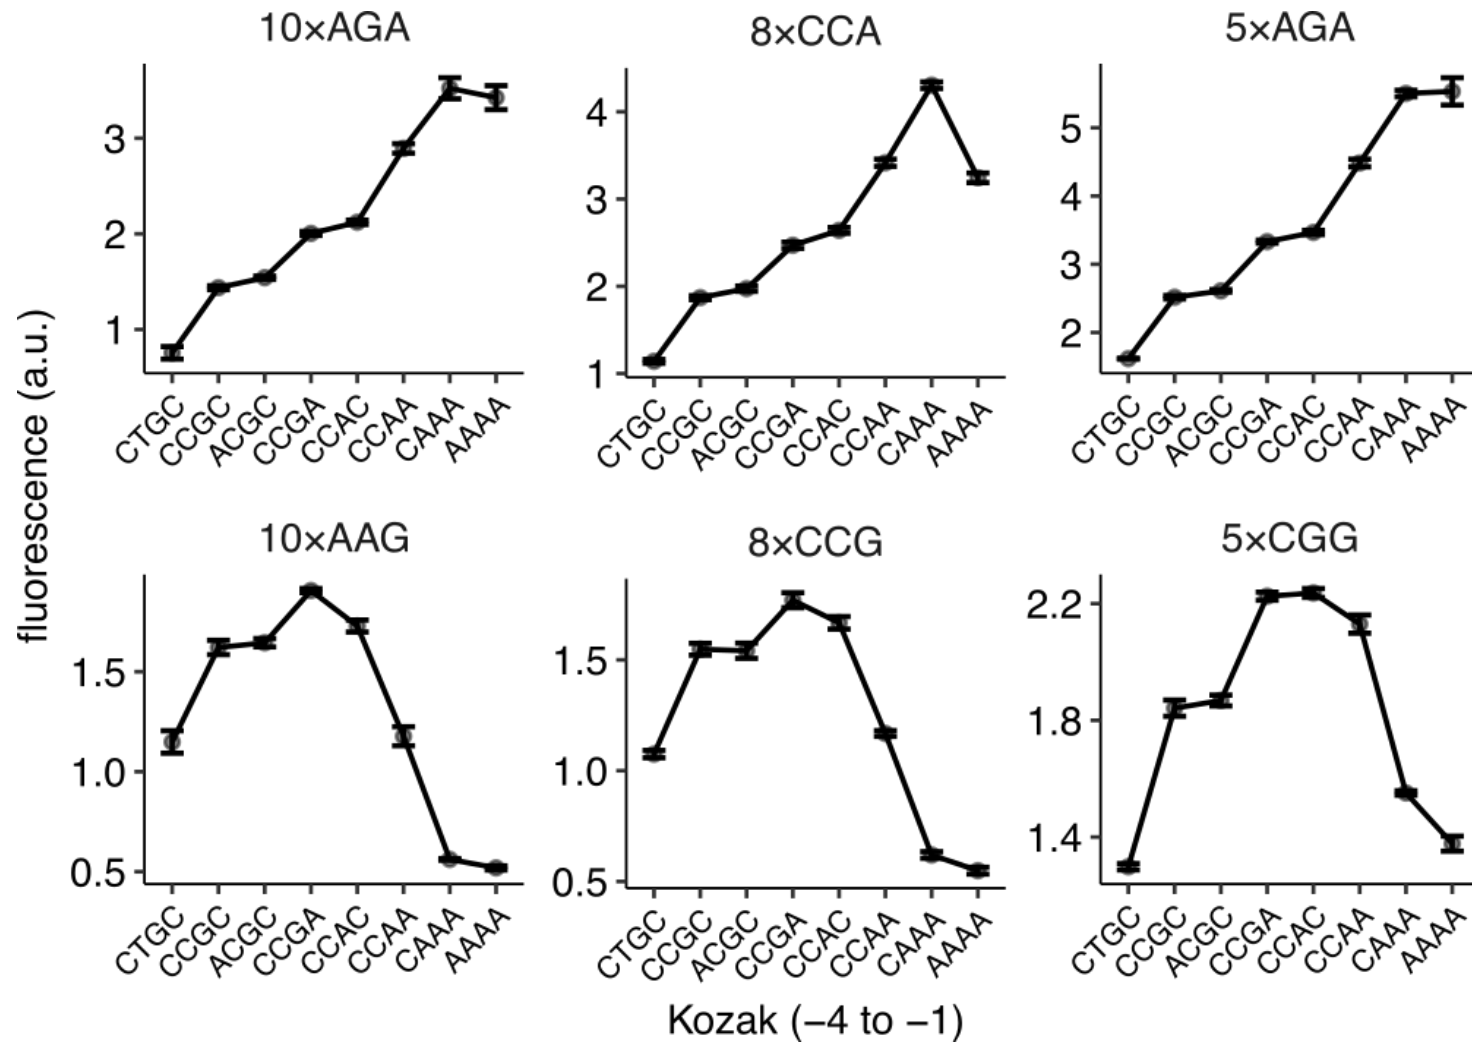 10×AGA
8×CCA
5×AGA
fluorescence (a.u.)
3
2
1
CTGC
CCGC
ACGC
CCGA
CCAC
CCAA
CAAA
AAAA
4
3
2
1
CTGC
CCGC
ACGC
CCGA
CCAC
CCAA
CAAA
AAAA
5
4
3
2
CTGC
CCGC
ACGC
CCGA
CCAC
CCAA
CAAA
AAAA
10×AAG
8×CCG
5×CGG
1.5
1.0
0.5
CTGC
CCGC
ACGC
CCGA
CCAC
CCAA
CAAA
AAAA
1.5
1.0
0.5
CTGC
CCGC
ACGC
CCGA
CCAC
CCAA
CAAA
AAAA
2.2
1.8
1.4
CTGC
CCGC
ACGC
CCGA
CCAC
CCAA
CAAA
AAAA
Kozak (−4 to −1)